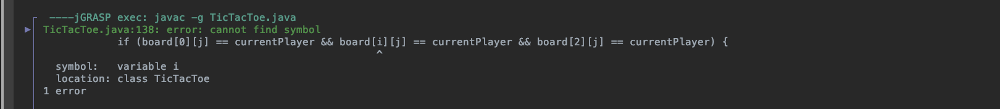 ----jGRASP exec: javac -g TicTacToe.java
TicTacToe.java:138: error: cannot find symbol
if (board[0][j] == currentPlayer && board[i][j] == currentPlayer && board[2][j] == currentPlayer) {
^
symbol:   variable i
location: class TicTacToe
1 error